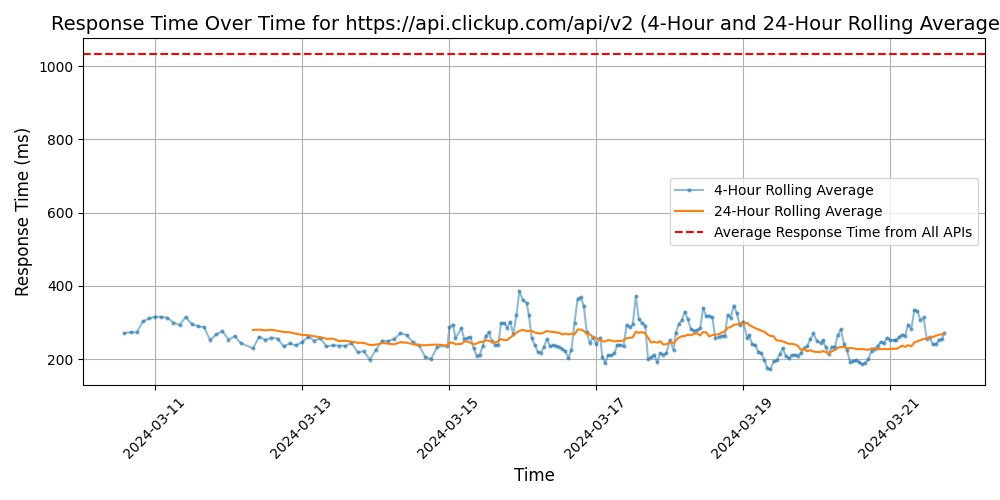 Response Time Over Time for https://api.clickup.com/api/v2 (4-Hour and 24-Hour Rolling Average
Response Time (ms)
1000
800
600
400
200
4-Hour Rolling Average
24-Hour Rolling Average
Average Response Time from All APIs
2024-03-11
2024-03-13
2024-03-15
2024-03-17
2024-03-19
2024-03-21
Time